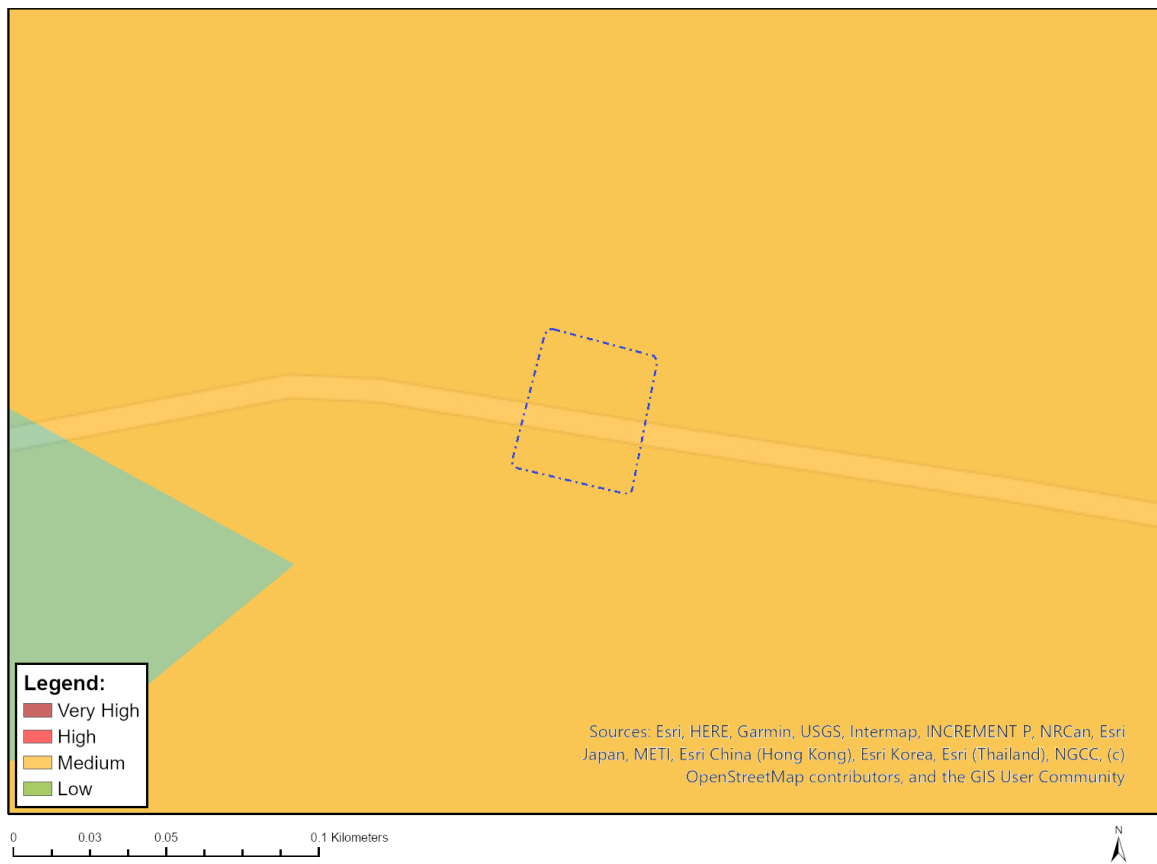 Legend:
Very High
High
Medium
Low
Sources: Esri, HERE, Garmin, USGS, Intermap, INCREMENT P, NRCan, Esri
Japan, METI, Esri China (Hong Kong), Esri Korea, Esri (Thailand), NGCC, (c)
OpenStreetMap contributors, and the GIS User Community
0 0.03 0.05 0.1 Kilometers
N